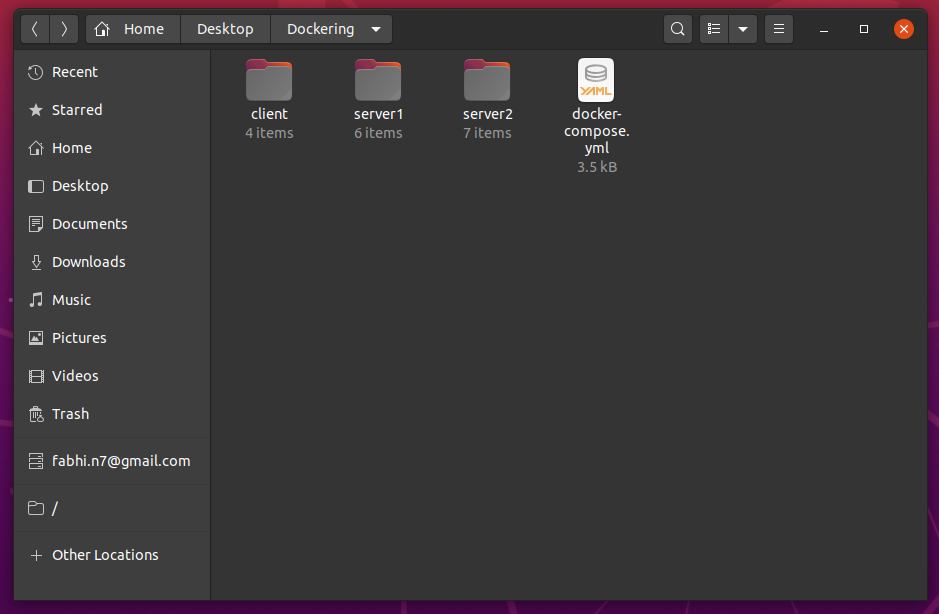 Home
Desktop
Dockering
Recent
Starred
Home
Desktop
Documents
Downloads
Music
Pictures
Videos
Trash
fabhi.n7@gmail.com
/
Other Locations
client
4 items
server1
6 items
server2
7 items
YAML
docker-
compose.
yml
3.5 kB